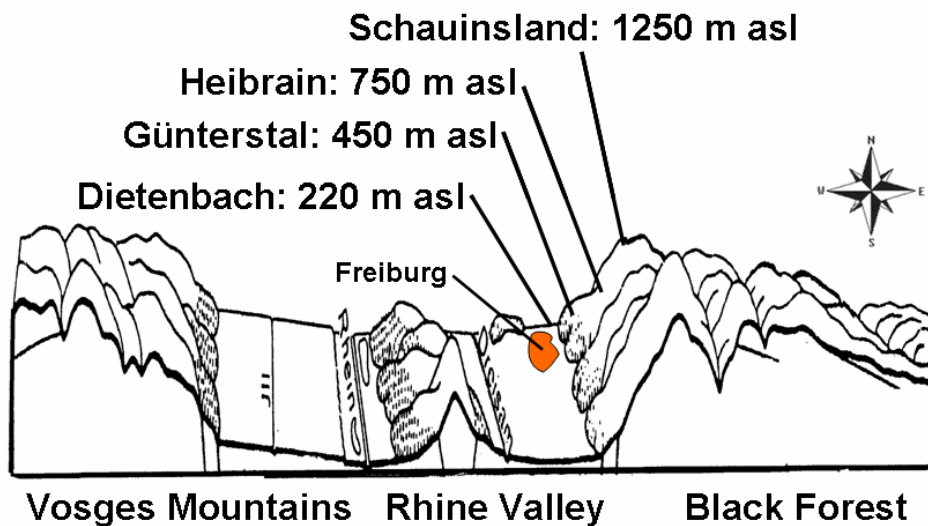 Schauinsland: 1250 m asl
Heibrain: 750 m asl
Günterstal: 450 m asl
Dietenbach: 220 m asl
N
W
E
S
Freiburg
Ill
Rhein
Vosges Mountains
Rhine Valley
Black Forest